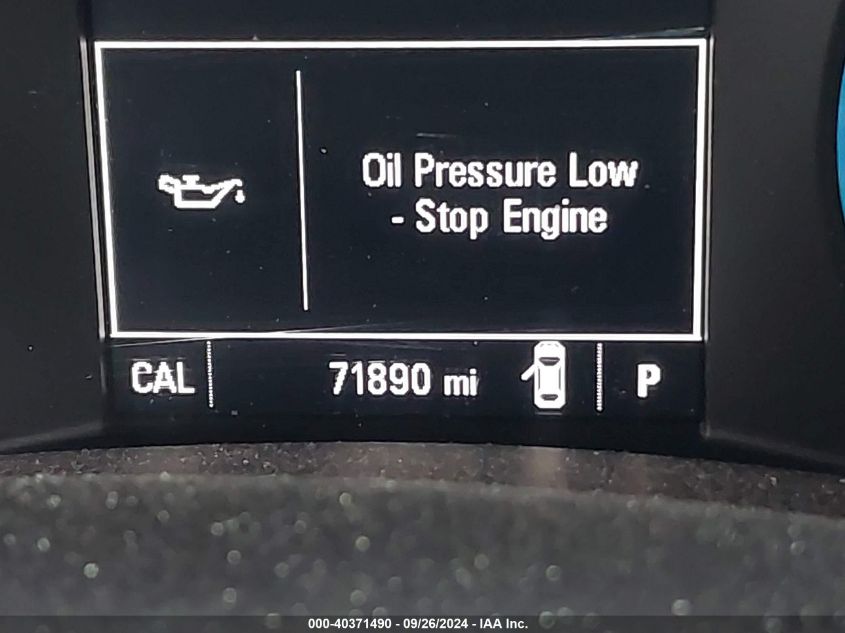 Oil Pressure Low
- Stop Engine
CAL 71890 mi P
000-40371490 - 09/26/2024 - IAA Inc.